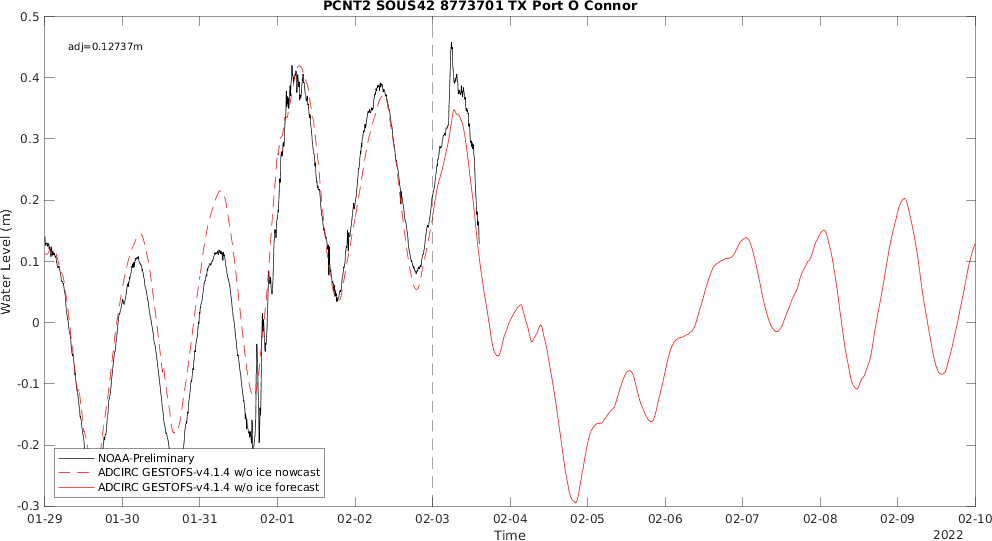 PCNT2 SOUS42 8773701 TX Port O Connor
adj=0.12737m
Water Level (m)
0.5
0.4
0.3
0.2
0.1
0
-0.1
-0.2
-0.3
NOAA-Preliminary
ADCIRC GESTOFS-v4.1.4 w/o ice nowcast
ADCIRC GESTOFS-v4.1.4 w/o ice forecast
01-29 01-30 01-31 02-01 02-02 02-03 02-04 02-05 02-06 02-07 02-08 02-09 02-10
Time
2022